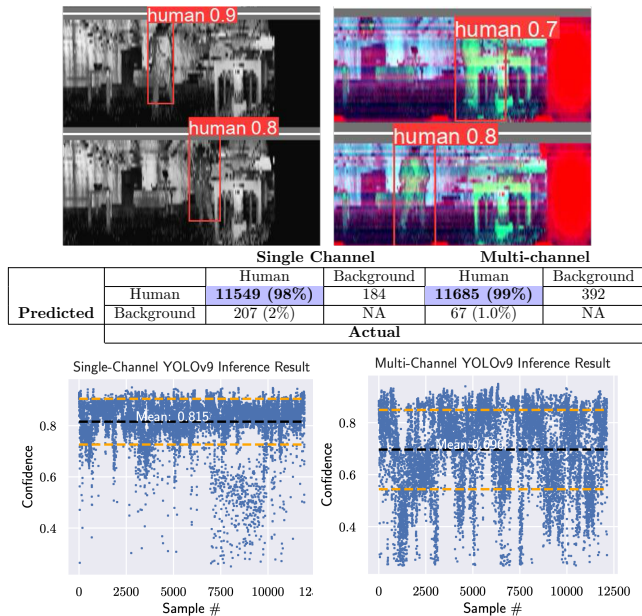 human 0.9
human 0.7
human 0.8
human 0.8
Single Channel Multi-channel
Human Background Human Background
Human 11549 (98%) 184 11685 (99%) 392
Predicted Background 207 (2%) NA 67 (1.0%) NA
Actual
Single-Channel YOLOv9 Inference Result
Multi-Channel YOLOv9 Inference Result
Confidence
0.8
0.6
0.4
Mean: 0.815
0 2500 5000 7500 10000 12
Sample #
Confidence
0.8
0.6
0.4
Mean: 0.696
0 2500 5000 7500 10000 12500
Sample #